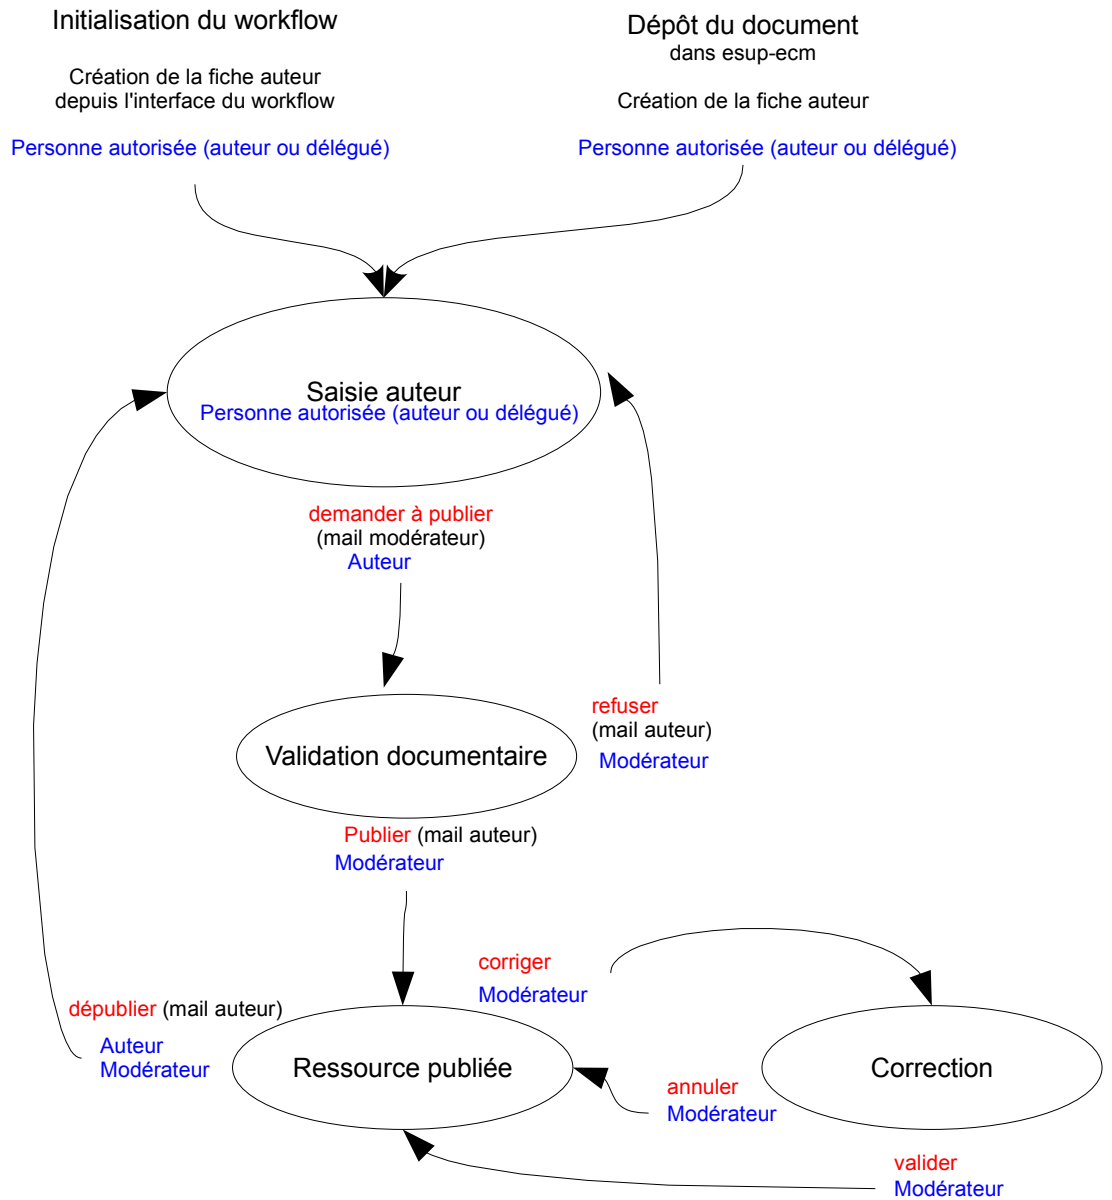 Initialisation du workflow
Création de la fiche auteur
depuis l'interface du workflow
Personne autorisée (auteur ou délégué)
Dépôt du document
dans esup-ecm
Création de la fiche auteur
Personne autorisée (auteur ou délégué)
Saisie auteur
Personne autorisée (auteur ou délégué)
demander à publier
(mail modérateur)
Auteur
refuser
(mail auteur)
Modérateur
Validation documentaire
Publier (mail auteur)
Modérateur
corriger
Modérateur
dépublier (mail auteur)
Auteur
Modérateur
Ressource publiée
annuler
Modérateur
Correction
valider
Modérateur